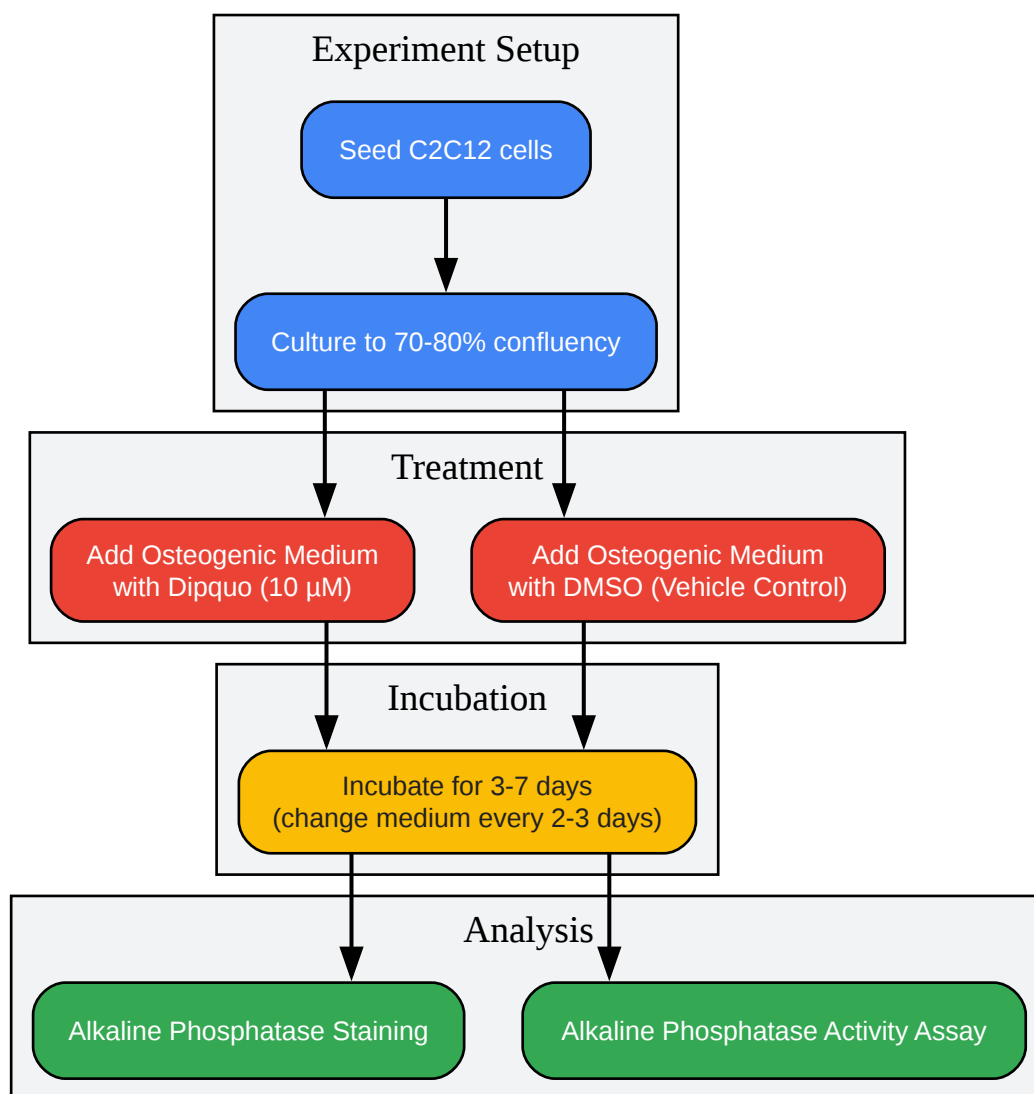 Experiment Setup
Seed C2C12 cells
Culture to 70-80% confluency
Treatment
Add Osteogenic Medium
with Dipquo (10 µM)
Add Osteogenic Medium
with DMSO (Vehicle Control)
Incubation
Incubate for 3-7 days
(change medium every 2-3 days)
Analysis
Alkaline Phosphatase Staining
Alkaline Phosphatase Activity Assay